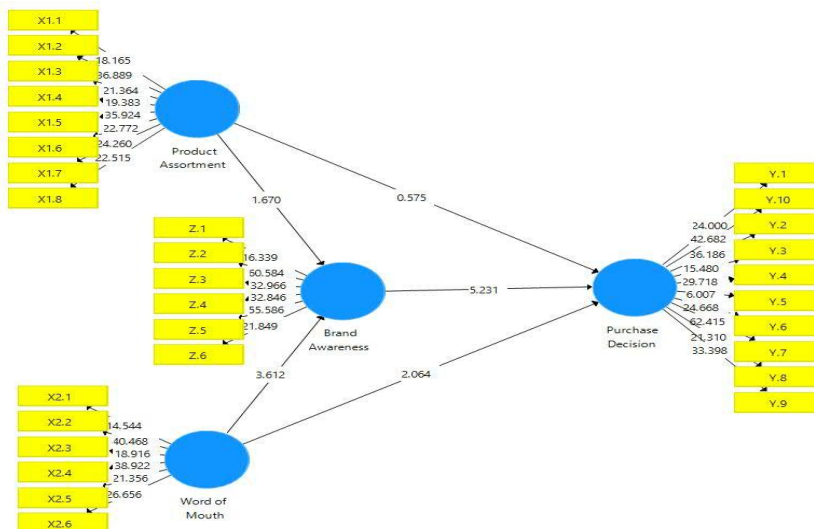 X1.1
X1.2
X1.3
X1.4
X1.5
X1.6
X1.7
X1.8
18.165
36.889
21.364
19.383
35.924
22.772
24.260
22.515
Product
Assortment
1.670
0.575
Z.1
Z.2
Z.3
Z.4
Z.5
Z.6
16.339
60.584
32.966
32.846
55.586
21.849
Brand
Awareness
5.231
3.612
2.064
X2.1
X2.2
X2.3
X2.4
X2.5
X2.6
14.544
40.468
18.916
38.922
21.356
26.656
Word of
Mouth
Purchase
Decision
24.000
42.682
36.186
15.480
29.718
6.007
24.668
62.415
21.310
33.398
Y.1
Y.10
Y.2
Y.3
Y.4
Y.5
Y.6
Y.7
Y.8
Y.9